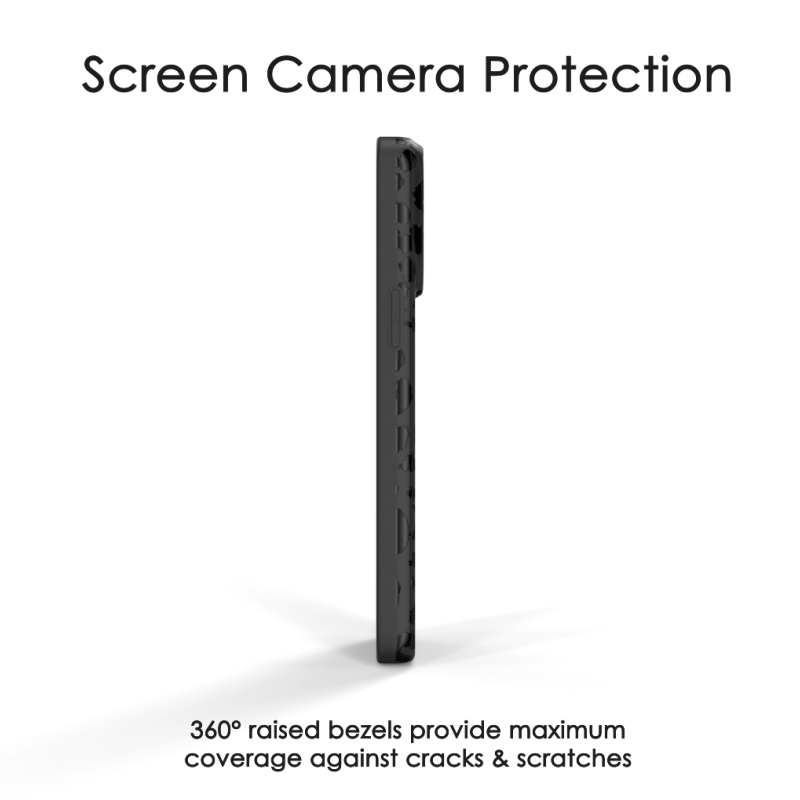 Screen Camera Protection
360° raised bezels provide maximum
coverage against cracks & scratches